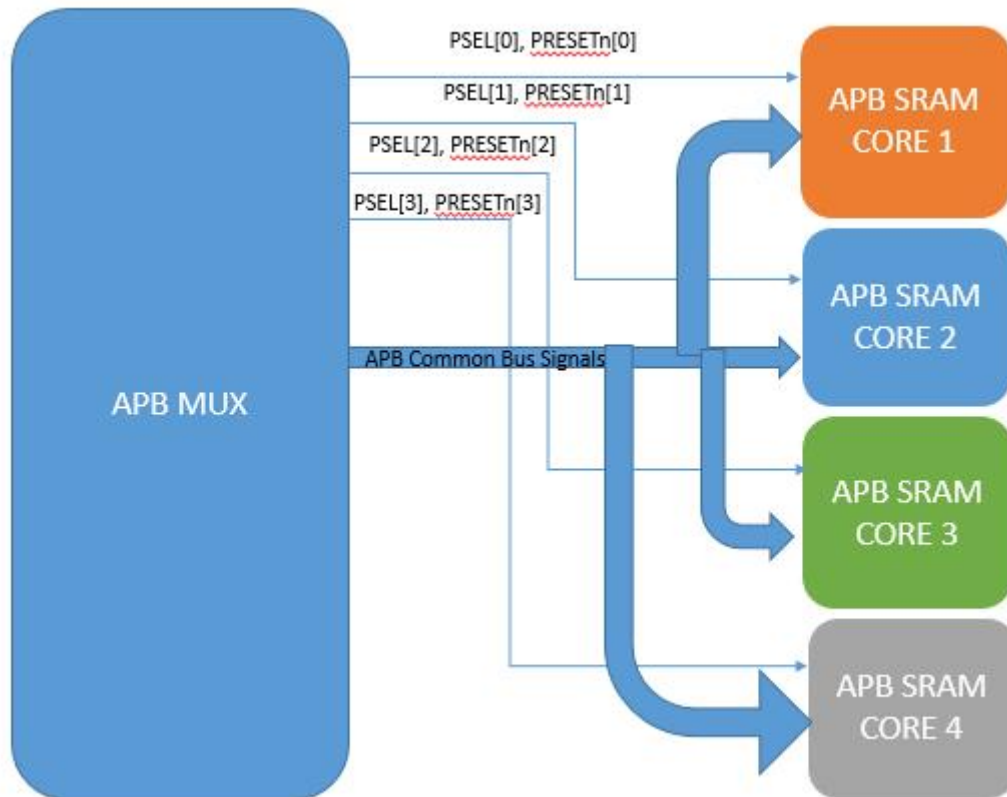 PSEL[0], PRESETn[0]
PSEL[1], PRESETn[1]
PSEL[2], PRESETn[2]
PSEL[3], PRESETn[3]
APB Common Bus Signals
APB MUX
APB SRAM
CORE 1
APB SRAM
CORE 2
APB SRAM
CORE 3
APB SRAM
CORE 4